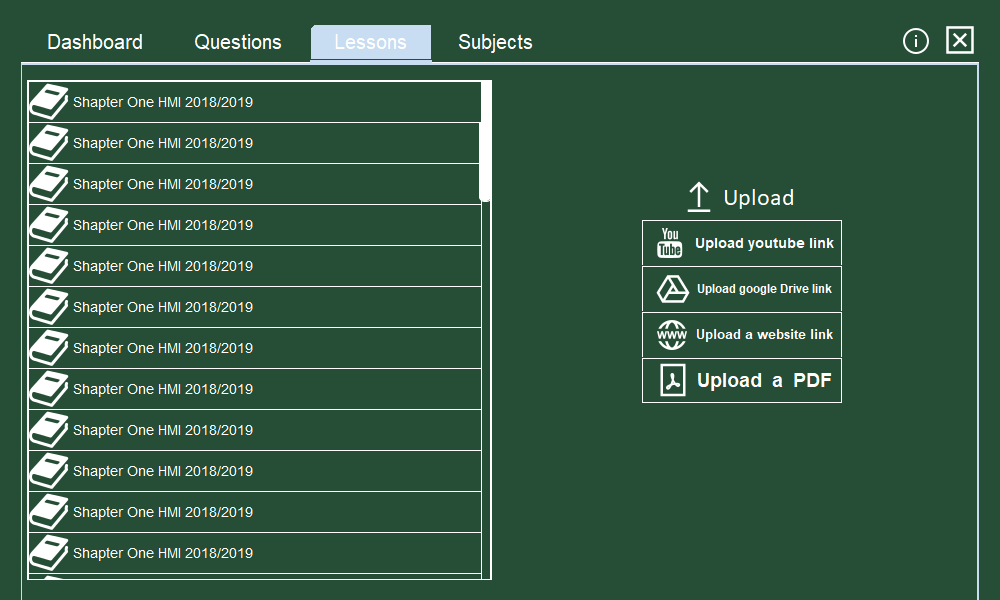 Dashboard
Questions
Lessons
Subjects
Shapter One HMI 2018/2019
Shapter One HMI 2018/2019
Shapter One HMI 2018/2019
Shapter One HMI 2018/2019
Shapter One HMI 2018/2019
Shapter One HMI 2018/2019
Shapter One HMI 2018/2019
Shapter One HMI 2018/2019
Shapter One HMI 2018/2019
Shapter One HMI 2018/2019
Shapter One HMI 2018/2019
Shapter One HMI 2018/2019
Upload
You
Tube
Upload youtube link
Upload google Drive link
WWW
Upload a website link
Upload a PDF